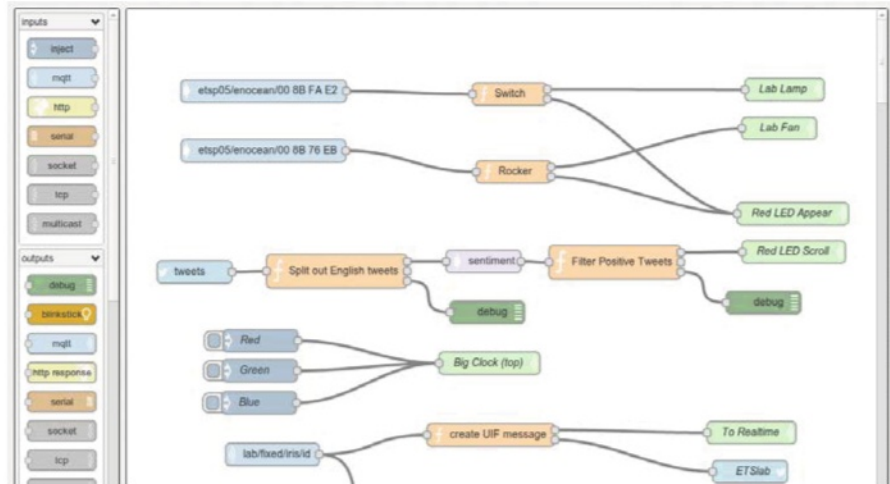 inputs
inject
mqtt
http
serial
socket
tcp
multicast
outputs
debug
blinkstick
mqtt
http response
serial
socket
tcp
etsp05/enocean/00 8B FA E2
Switch
Lab Lamp
Lab Fan
etsp05/enocean/00 8B 76 EB
Rocker
Red LED Appear
tweets
Split out English tweets
sentiment
Filter Positive Tweets
Red LED Scroll
debug
debug
Red
Green
Blue
Big Clock (top)
lab/fixed/iris/id
create UIF message
To Realtime
ETSlab